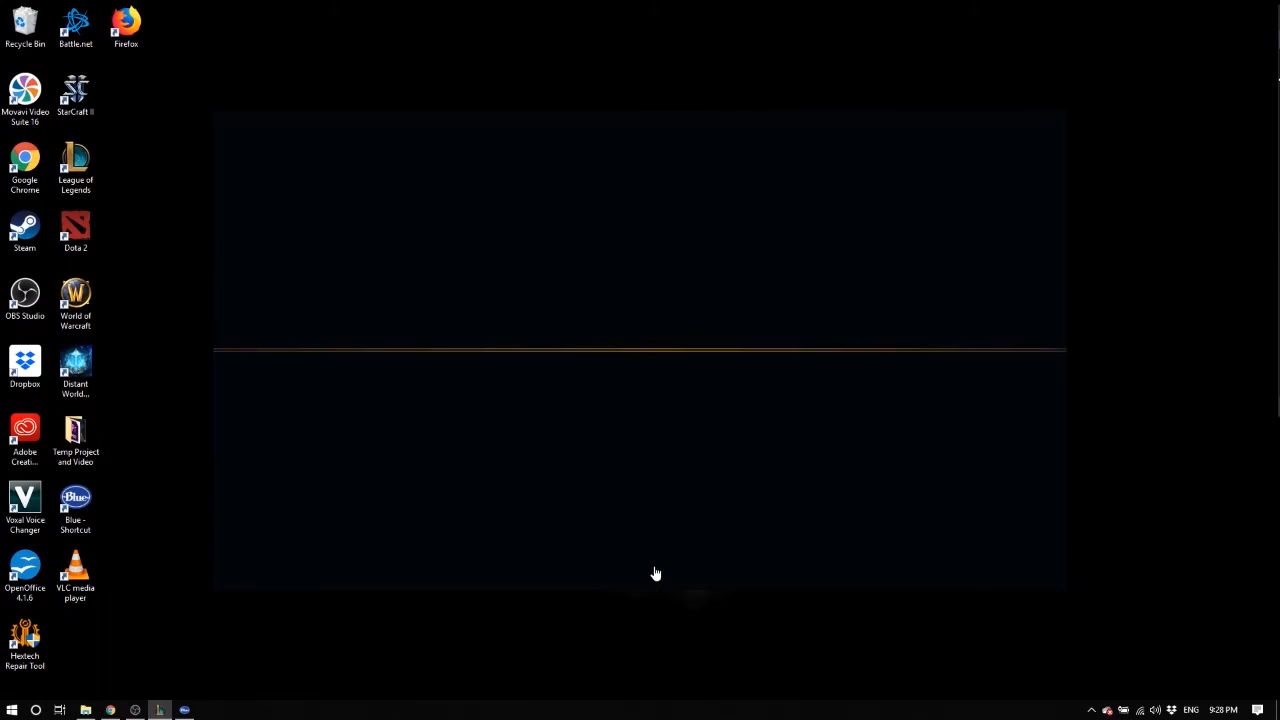 Recycle Bin
Battle.net
Firefox
Movavi Video
Suite 16
StarCraft II
Google
Chrome
League of
Legends
Steam
Dota 2
OBS Studio
World of
Warcraft
Dropbox
Distant
World...
Adobe
Creati...
Temp Project
and Video
Voxal Voice
Changer
Blue
Blue -
Shortcut
OpenOffice
4.1.6
VLC media
player
Hextech
Repair Tool
ENG
9:28 PM